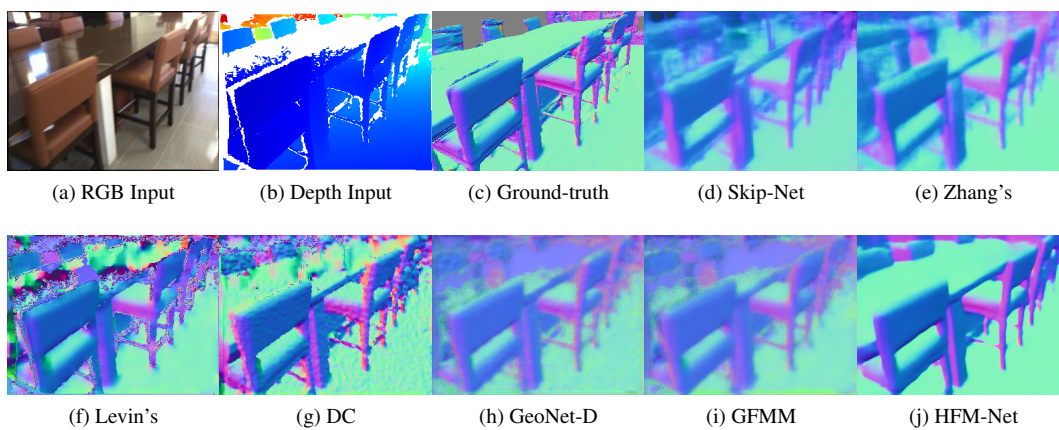 (a) RGB Input
(b) Depth Input
(c) Ground-truth
(d) Skip-Net
(e) Zhang's
(f) Levin's
(g) DC
(h) GeoNet-D
(i) GFMM
(j) HFM-Net